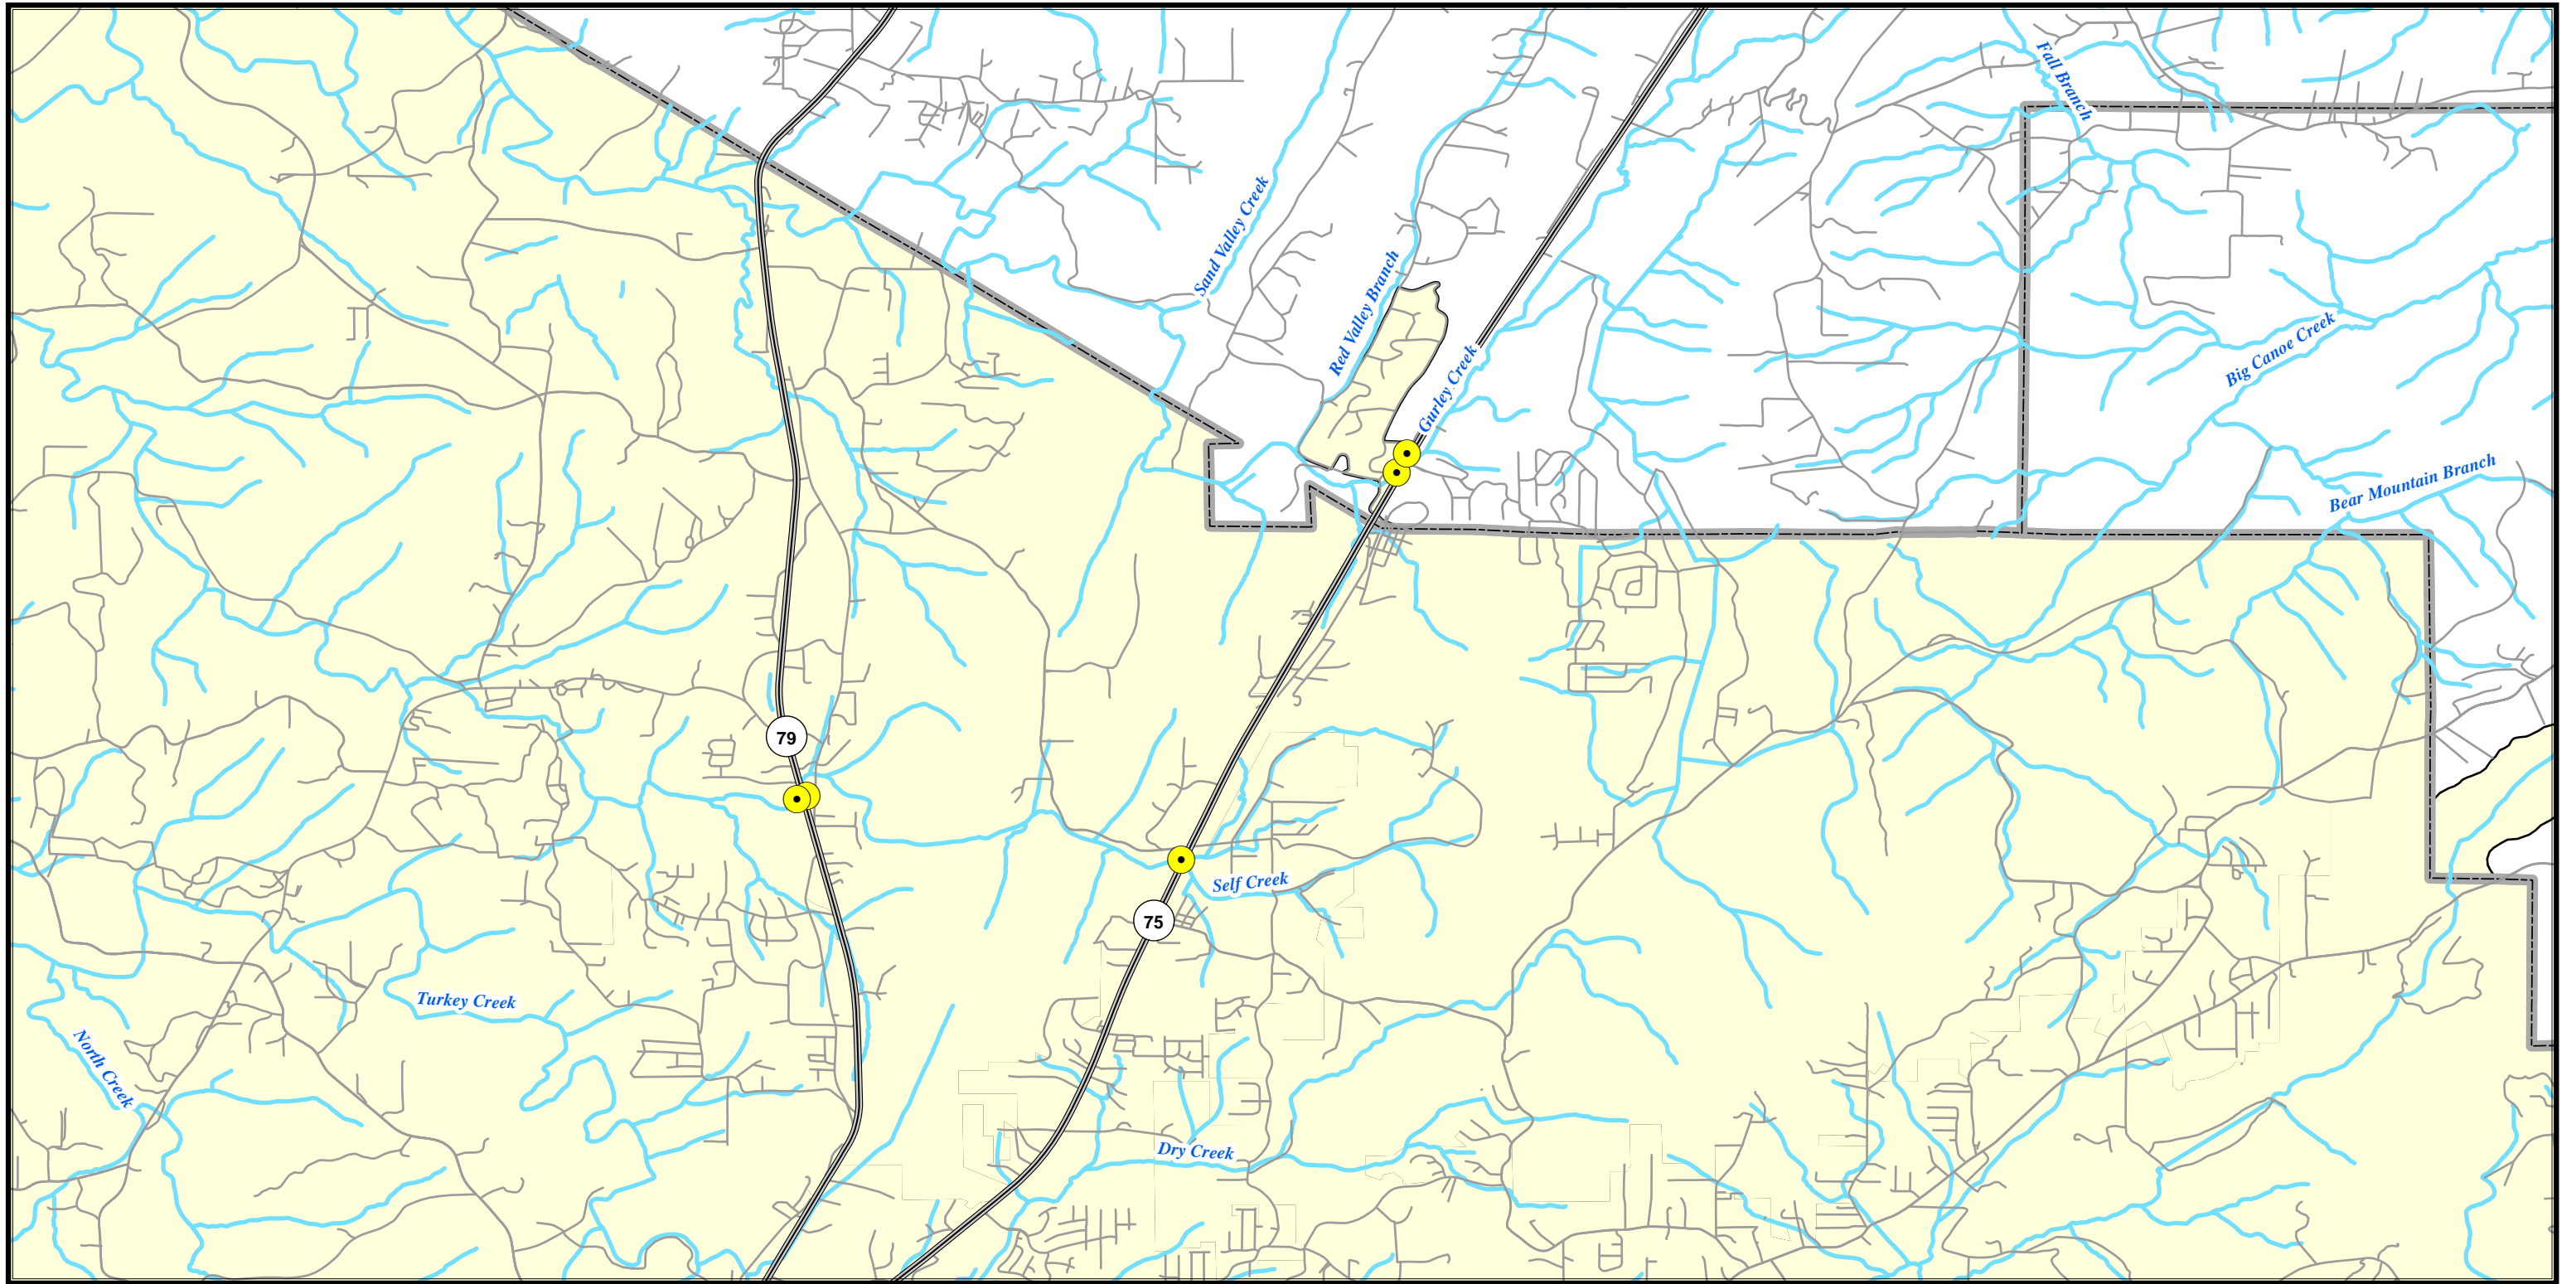 Fall Branch
Sand Valley Creek
Red Valley Branch
Gurley Creek
Big Canoe Creek
Bear Mountain Branch
79
75
Self Creek
Turkey Creek
North Creek
Dry Creek